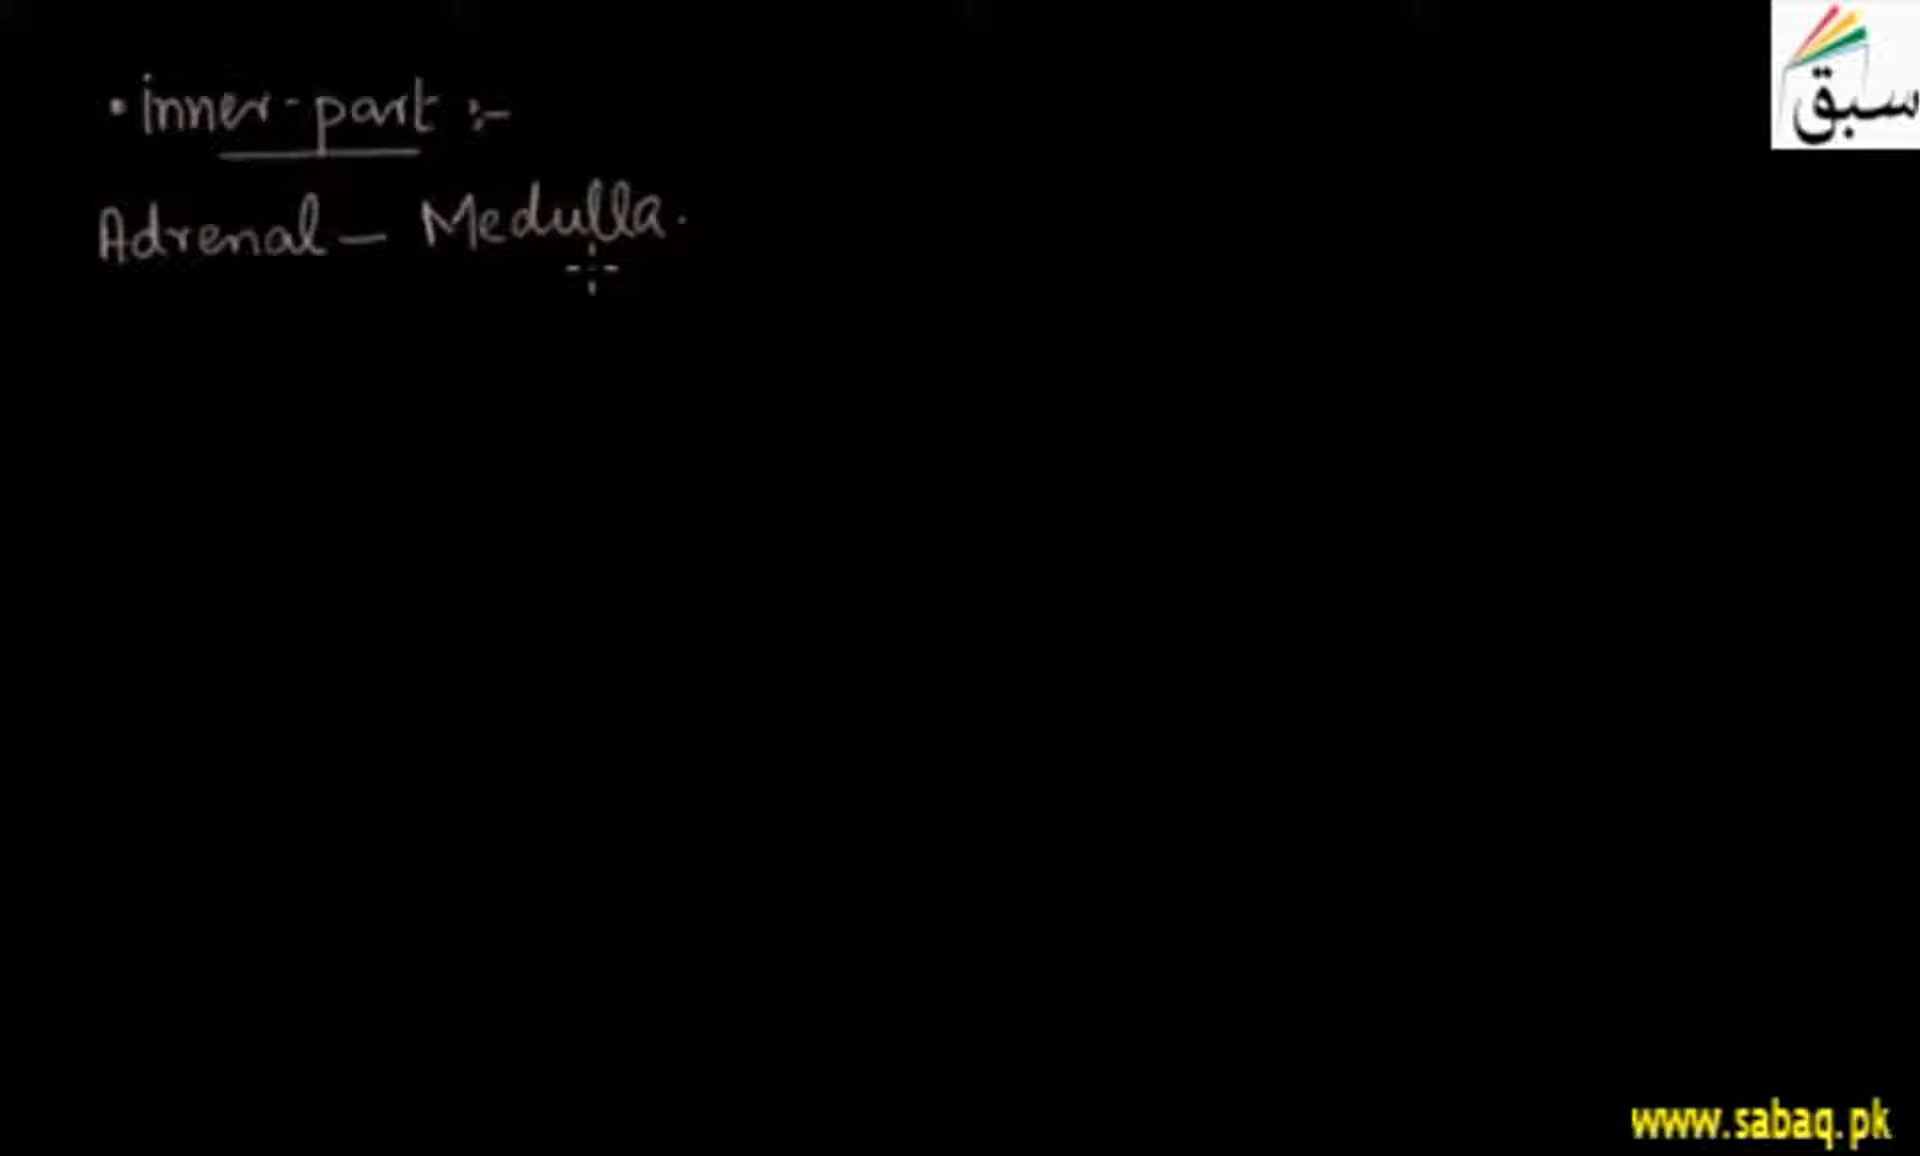 • inner-part :-
Adrenal — Medulla.
سبق
www.sabaq.pk